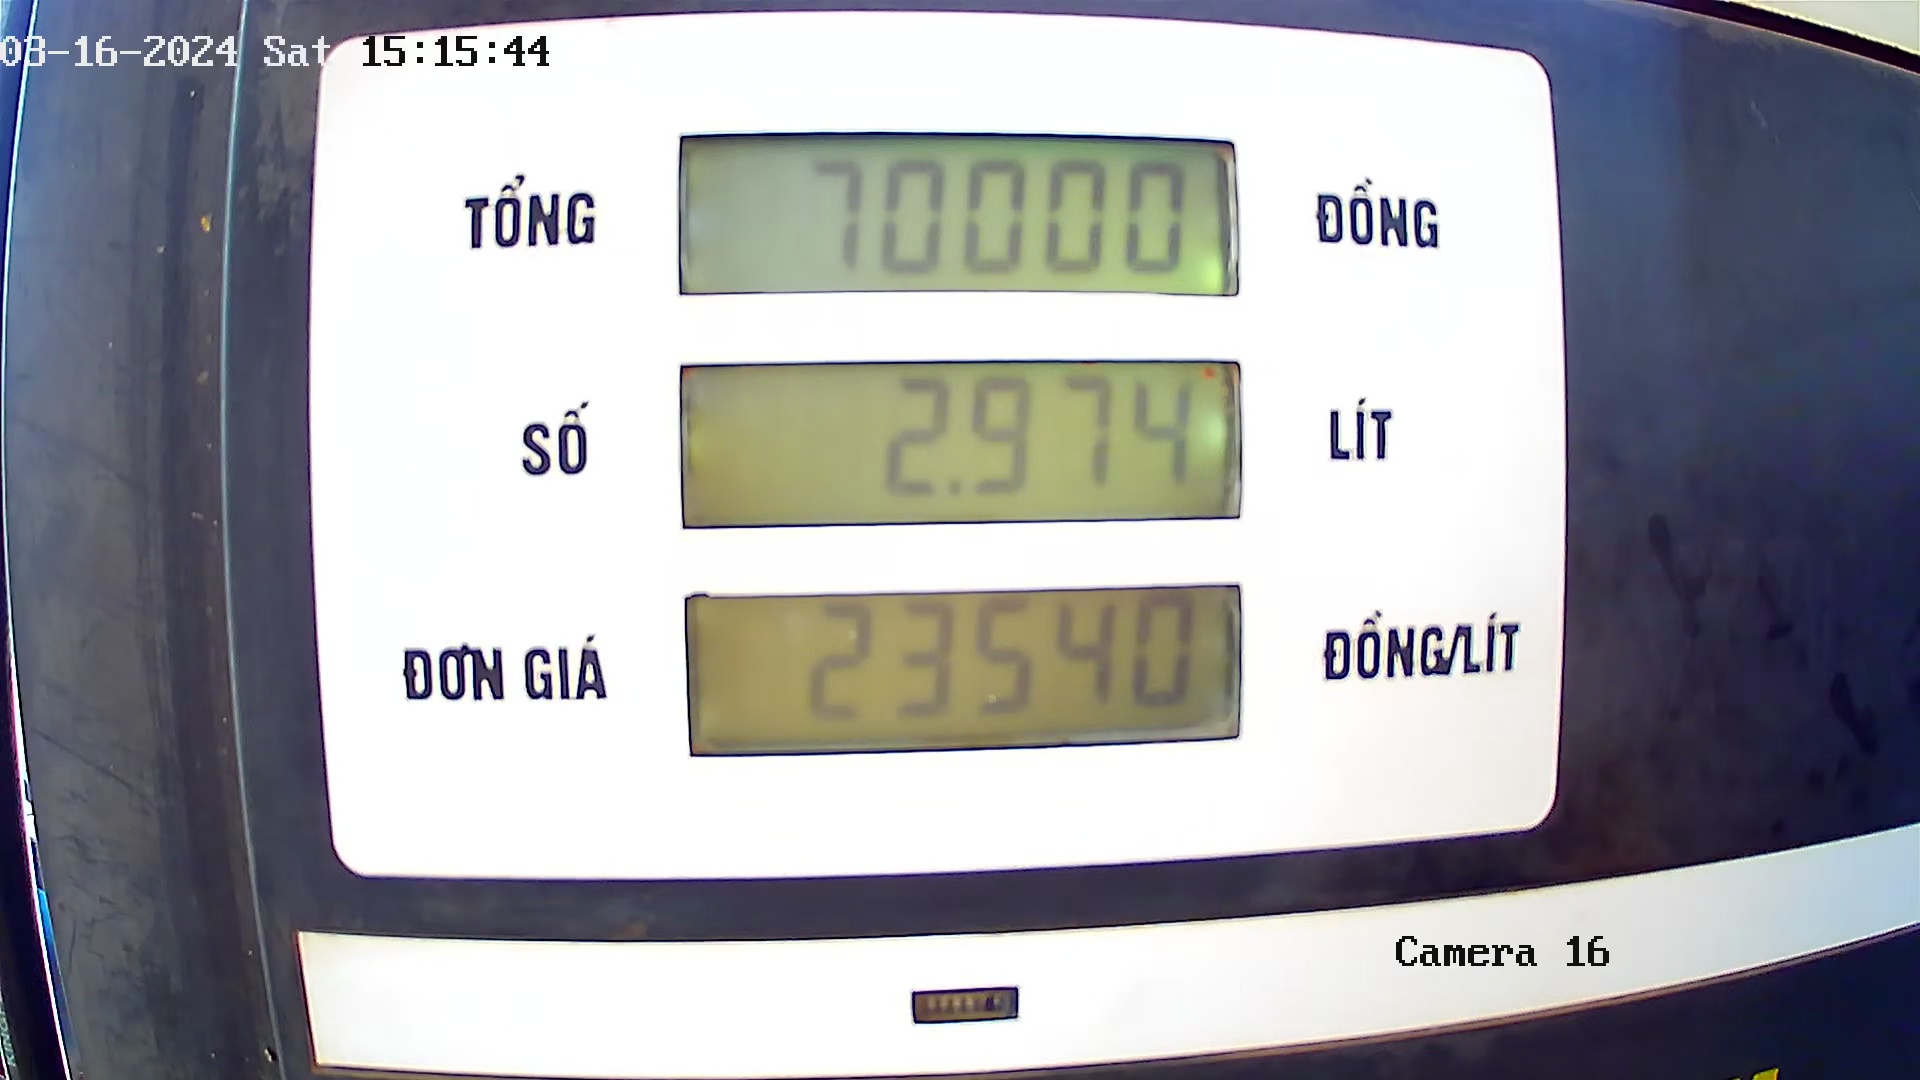 03-16-2024 Sat 15:15:44
TỔNG 70000 ĐỒNG
SỐ 2.974 LÍT
ĐƠN GIÁ 23540 ĐỒNG/LÍT
Camera 16